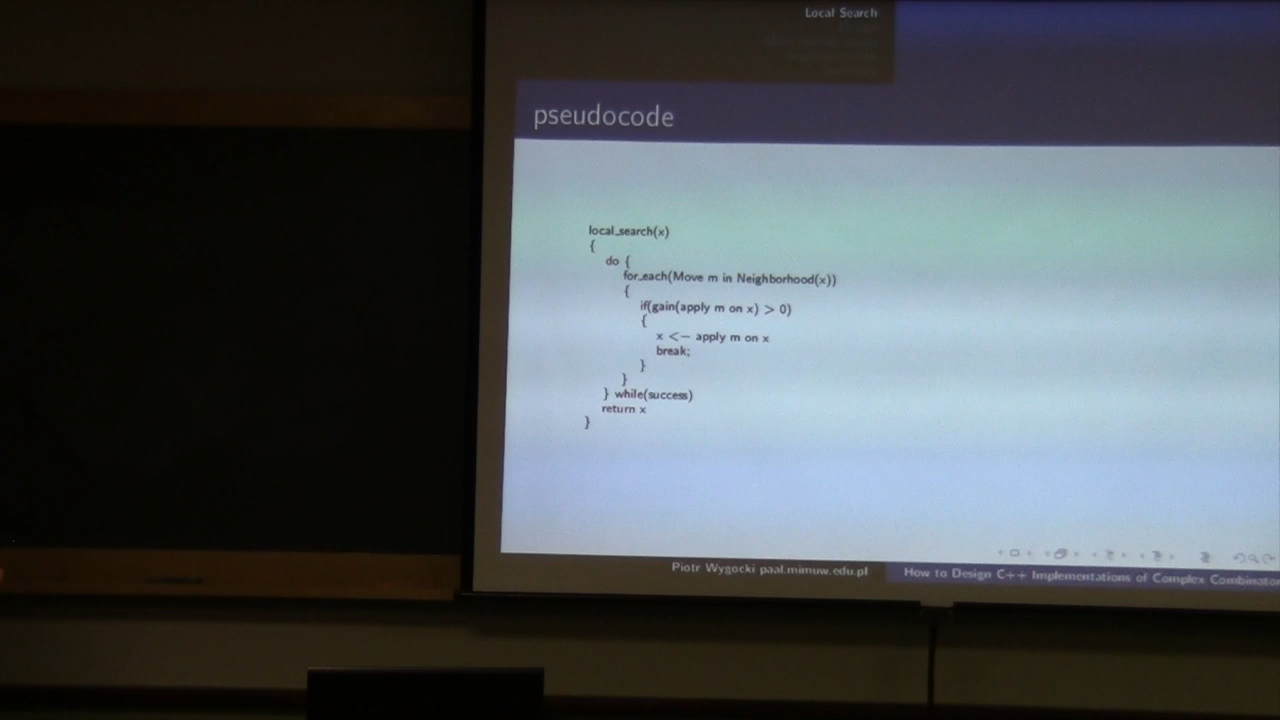 Local Search
pseudocode
local_search(x)
{
do {
for_each(Move m in Neighborhood(x))
{
if(gain(apply m on x) > 0)
{
x <− apply m on x
break;
}
}
} while(success)
return x
}
Piotr Wygocki paal.mimuw.edu.pl
How to Design C++ Implementations of Complex Combinator